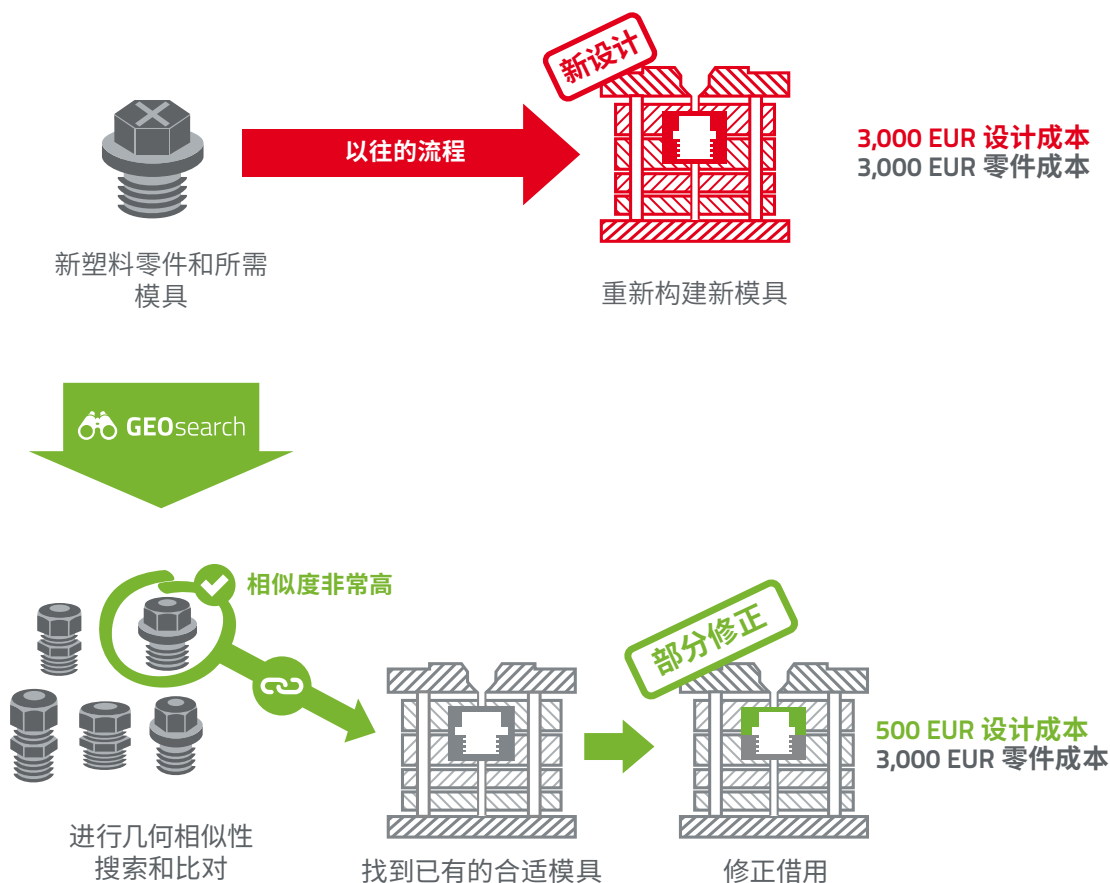 新设计
以往的流程
3,000 EUR 设计成本
3,000 EUR 零件成本
新塑料零件和所需
模具
重新构建新模具
GEOsearch
相似度非常高
部分修正
500 EUR 设计成本
3,000 EUR 零件成本
进行几何相似性
搜索和比对
找到已有的合适模具
修正借用